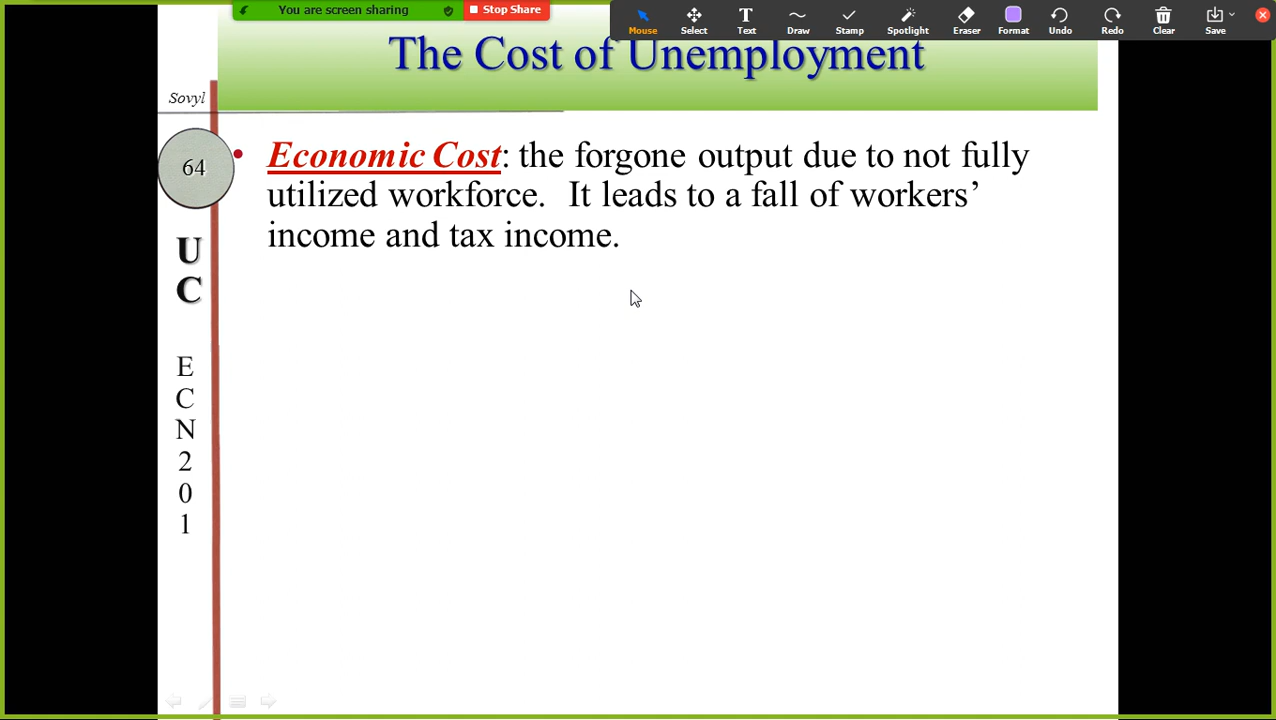 You are screen sharing
Stop Share
Mouse
Select
Text
Draw
Stamp
Spotlight
Eraser
Format
Undo
Redo
Clear
Save
The Cost of Unemployment
Sovyl
64
U
C
E
C
N
2
0
1
• Economic Cost: the forgone output due to not fully
utilized workforce. It leads to a fall of workers’
income and tax income.